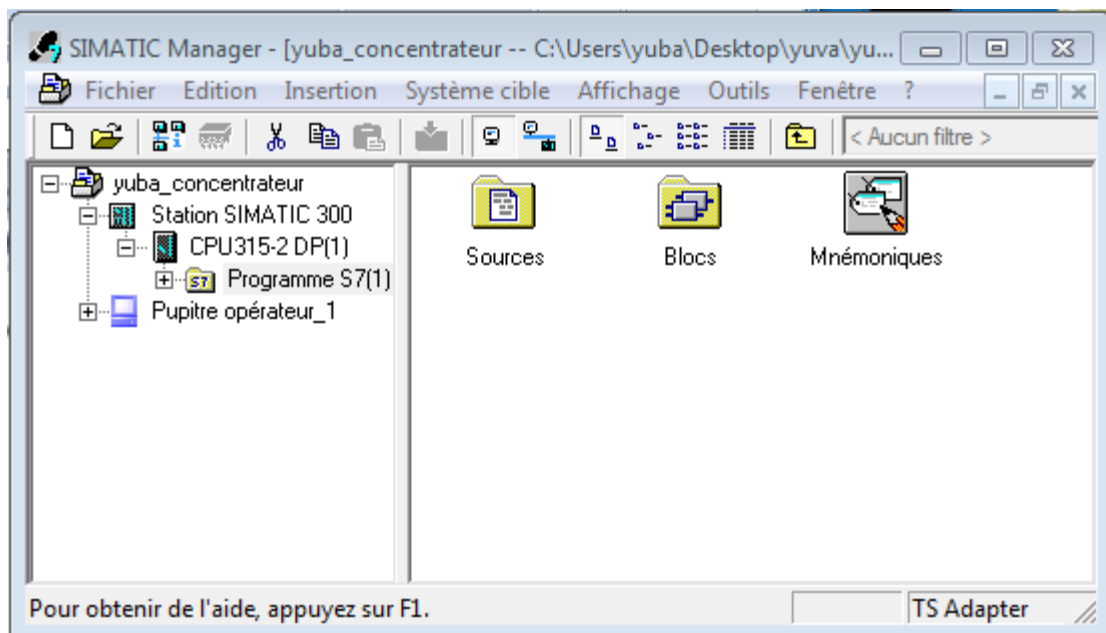 SIMATIC Manager - [yuba_concentrateur -- C:\Users\yuba\Desktop\yuva\yu...
Fichier Edition Insertion Système cible Affichage Outils Fenêtre ?
< Aucun filtre >
yuba_concentrateur
Station SIMATIC 300
CPU315-2 DP(1)
S7 Programme S7(1)
Pupitre opérateur_1
Sources Blocs Mnémoniques
Pour obtenir de l'aide, appuyez sur F1. TS Adapter